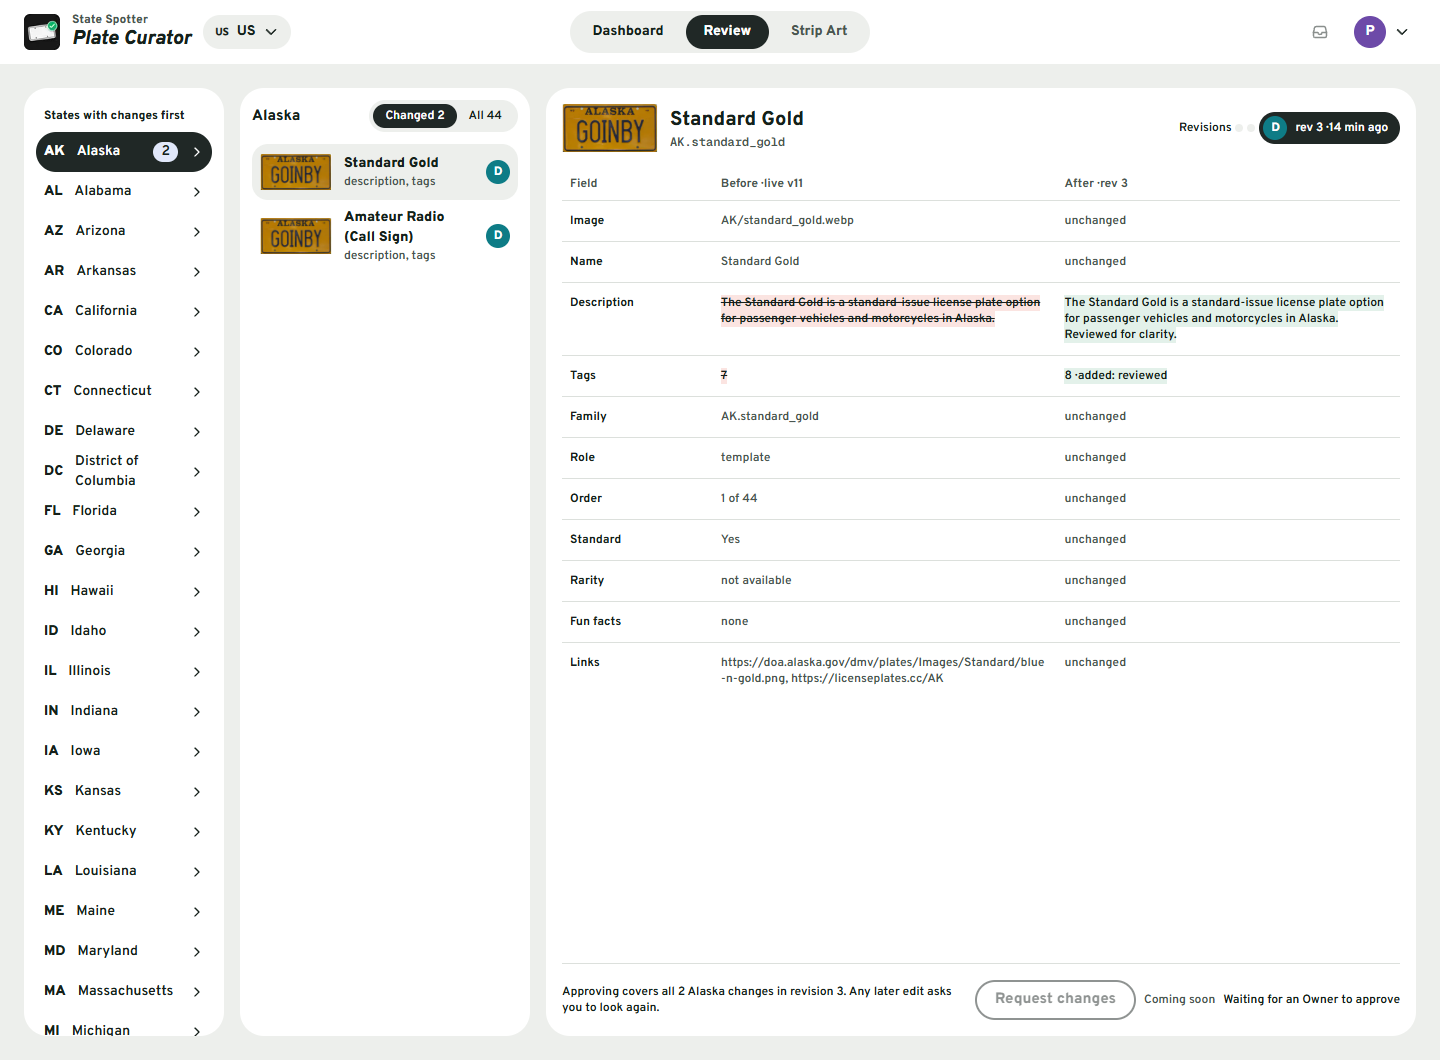 State Spotter
Plate Curator
US US
Dashboard
Review
Strip Art
P
States with changes first
AK Alaska 2
AL Alabama
AZ Arizona
AR Arkansas
CA California
CO Colorado
CT Connecticut
DE Delaware
DC District of
Columbia
FL Florida
GA Georgia
HI Hawaii
ID Idaho
IL Illinois
IN Indiana
IA Iowa
KS Kansas
KY Kentucky
LA Louisiana
ME Maine
MD Maryland
MA Massachusetts
MI Michigan
Alaska
Changed 2
All 44
ALASKA
GOINBY
Standard Gold
description, tags
D
ALASKA
GOINBY
Amateur Radio
(Call Sign)
description, tags
D
ALASKA
GOINBY
Standard Gold
AK.standard_gold
Revisions
D rev 3 ·14 min ago
Field Before ·live v11 After ·rev 3
Image AK/standard_gold.webp unchanged
Name Standard Gold unchanged
Description
The Standard Gold is a standard-issue license plate option
for passenger vehicles and motorcycles in Alaska.
The Standard Gold is a standard-issue license plate option
for passenger vehicles and motorcycles in Alaska.
Reviewed for clarity.
Tags 7 8 ·added: reviewed
Family AK.standard_gold unchanged
Role template unchanged
Order 1 of 44 unchanged
Standard Yes unchanged
Rarity not available unchanged
Fun facts none unchanged
Links https://doa.alaska.gov/dmv/plates/Images/Standard/blue unchanged
-n-gold.png, https://licenseplates.cc/AK
Approving covers all 2 Alaska changes in revision 3. Any later edit asks
you to look again.
Request changes
Coming soon
Waiting for an Owner to approve